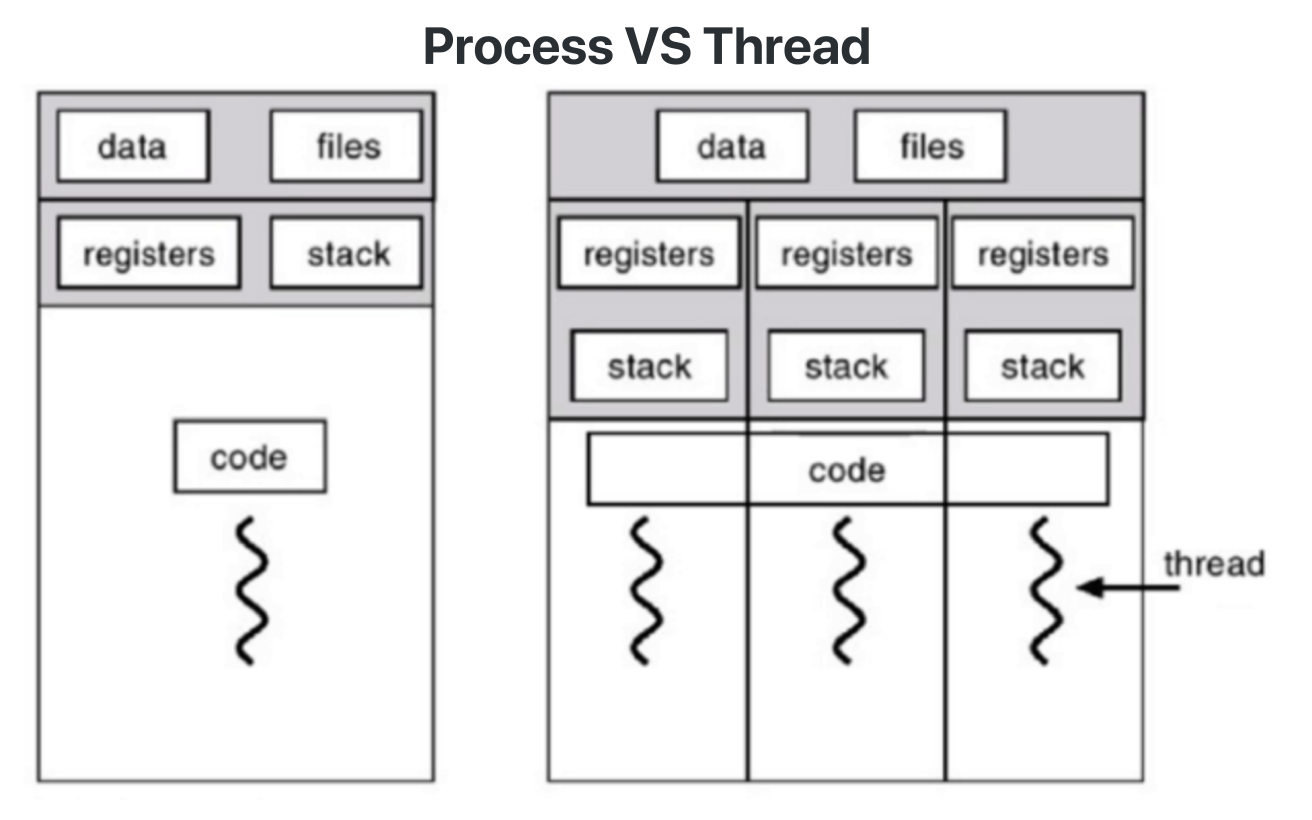 Process VS Thread
data files
registers stack
code
data files
registers registers registers
stack stack stack
code
thread